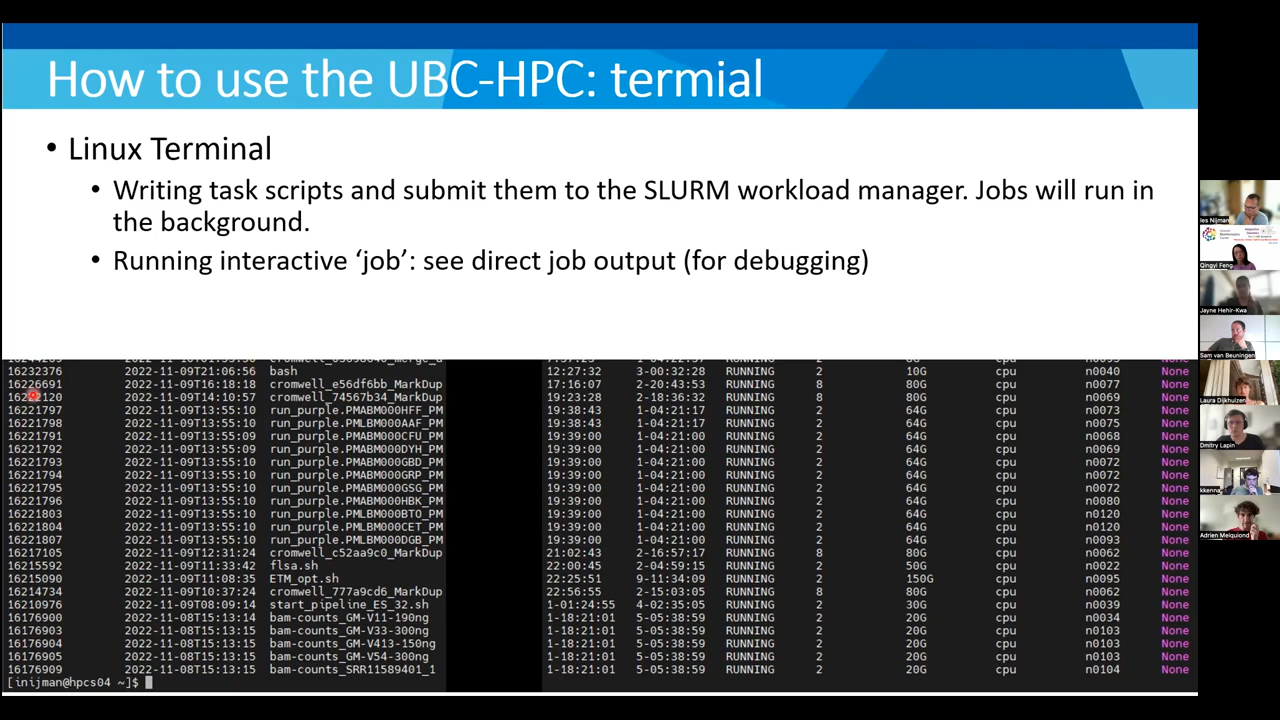 How to use the UBC-HPC: termial
• Linux Terminal
• Writing task scripts and submit them to the SLURM workload manager. Jobs will run in
the background.
• Running interactive ‘job’: see direct job output (for debugging)
16232376 2022-11-09T21:06:56 bash 12:27:32 3-00:32:28 RUNNING 2 10G cpu n0040 None
16226691 2022-11-09T16:18:18 cromwell_e56df6bb_MarkDup 17:16:07 2-20:43:53 RUNNING 8 80G cpu n0077 None
2022-11-09T14:10:57 cromwell_74567b34_MarkDup 19:23:28 2-18:36:32 RUNNING 8 80G cpu n0069 None
16221797 2022-11-09T13:55:10 run_purple.PMABM000HFF_PM 19:38:43 1-04:21:17 RUNNING 2 64G cpu n0073 None
16221798 2022-11-09T13:55:10 run_purple.PMLBM000AAF_PM 19:38:43 1-04:21:17 RUNNING 2 64G cpu n0075 None
16221791 2022-11-09T13:55:09 run_purple.PMABM000CFU_PM 19:39:00 1-04:21:00 RUNNING 2 64G cpu n0068 None
16221792 2022-11-09T13:55:09 run_purple.PMABM000DYH_PM 19:39:00 1-04:21:00 RUNNING 2 64G cpu n0069 None
16221793 2022-11-09T13:55:10 run_purple.PMABM000GBD_PM 19:39:00 1-04:21:00 RUNNING 2 64G cpu n0072 None
16221794 2022-11-09T13:55:10 run_purple.PMABM000GRP_PM 19:39:00 1-04:21:00 RUNNING 2 64G cpu n0072 None
16221795 2022-11-09T13:55:10 run_purple.PMABM000GSG_PM 19:39:00 1-04:21:00 RUNNING 2 64G cpu n0072 None
16221796 2022-11-09T13:55:10 run_purple.PMABM000HBK_PM 19:39:00 1-04:21:00 RUNNING 2 64G cpu n0080 None
16221803 2022-11-09T13:55:10 run_purple.PMLBM000BTO_PM 19:39:00 1-04:21:00 RUNNING 2 64G cpu n0120 None
16221804 2022-11-09T13:55:10 run_purple.PMLBM000CET_PM 19:39:00 1-04:21:00 RUNNING 2 64G cpu n0120 None
16221807 2022-11-09T13:55:10 run_purple.PMLBM000DGB_PM 19:39:00 1-04:21:00 RUNNING 2 64G cpu n0093 None
16217105 2022-11-09T12:31:24 cromwell_c52aa9c0_MarkDup 21:02:43 2-16:57:17 RUNNING 8 80G cpu n0062 None
16215592 2022-11-09T11:33:42 flsa.sh 22:00:45 2-04:59:15 RUNNING 2 50G cpu n0022 None
16215090 2022-11-09T11:08:35 ETM_opt.sh 22:25:51 9-11:34:09 RUNNING 2 150G cpu n0095 None
16214734 2022-11-09T10:37:24 cromwell_777a9cd6_MarkDup 22:56:55 2-15:03:05 RUNNING 8 80G cpu n0062 None
16210976 2022-11-09T08:09:14 start_pipeline_ES_32.sh 1-01:24:55 4-02:35:05 RUNNING 2 30G cpu n0039 None
16176900 2022-11-08T15:13:14 bam-counts_GM-V11-190ng 1-18:21:01 5-05:38:59 RUNNING 2 20G cpu n0034 None
16176903 2022-11-08T15:13:15 bam-counts_GM-V33-300ng 1-18:21:01 5-05:38:59 RUNNING 2 20G cpu n0103 None
16176904 2022-11-08T15:13:15 bam-counts_GM-V413-150ng 1-18:21:01 5-05:38:59 RUNNING 2 20G cpu n0103 None
16176905 2022-11-08T15:13:15 bam-counts_GM-V54-300ng 1-18:21:01 5-05:38:59 RUNNING 2 20G cpu n0103 None
16176909 2022-11-08T15:13:15 bam-counts_SRR11589401_1 1-18:21:01 5-05:38:59 RUNNING 2 20G cpu n0104 None
[inijman@hpcs04 ~]$
Ies Nijman
Qingyi Feng
Jayne Hehir-Kwa
Sam van Beuningen
Laura Dijkhuizen
Dmitry Lapin
kkenna
Adrien Melquiond